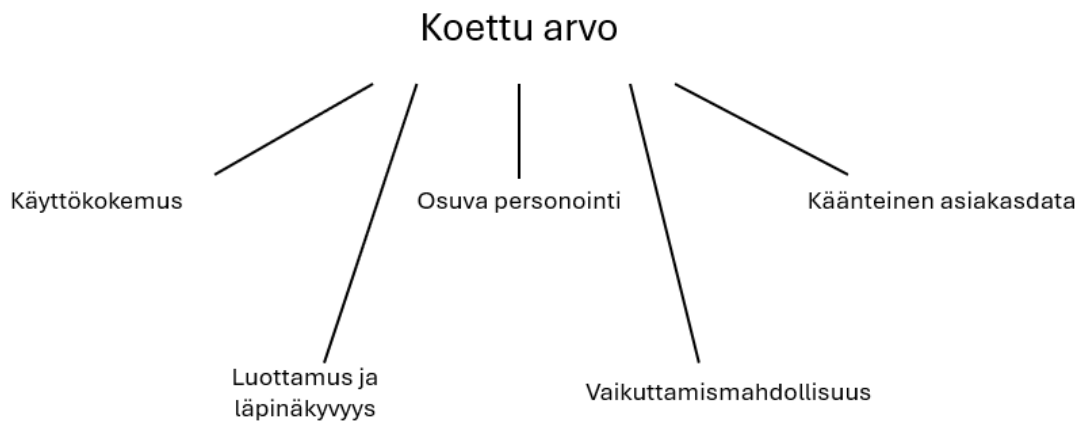 Koettu arvo
Käyttökokemus
Osuva personointi
Käänteinen asiakasdata
Luottamus ja
läpinäkyvyys
Vaikuttamismahdollisuus